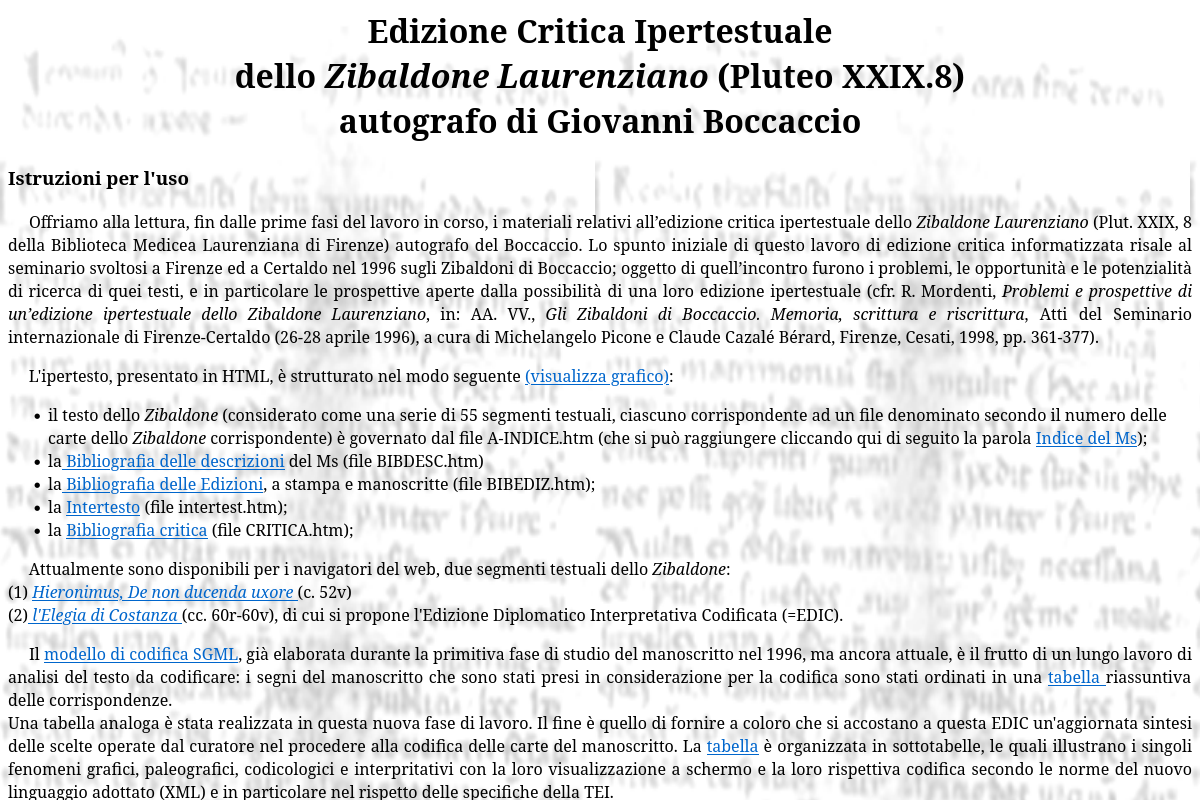 Edizione Critica Ipertestuale
dello Zibaldone Laurenziano (Pluteo XXIX.8)
autografo di Giovanni Boccaccio
Istruzioni per l'uso
Offriamo alla lettura, fin dalle prime fasi del lavoro in corso, i materiali relativi all’edizione critica ipertestuale dello Zibaldone Laurenziano (Plut. XXIX, 8
della Biblioteca Medicea Laurenziana di Firenze) autografo del Boccaccio. Lo spunto iniziale di questo lavoro di edizione critica informatizzata risale al
seminario svoltosi a Firenze ed a Certaldo nel 1996 sugli Zibaldoni di Boccaccio; oggetto di quell’incontro furono i problemi, le opportunità e le potenzialità
di ricerca di quei testi, e in particolare le prospettive aperte dalla possibilità di una loro edizione ipertestuale (cfr. R. Mordenti, Problemi e prospettive di
un’edizione ipertestuale dello Zibaldone Laurenziano, in: AA. VV., Gli Zibaldoni di Boccaccio. Memoria, scrittura e riscrittura, Atti del Seminario
internazionale di Firenze-Certaldo (26-28 aprile 1996), a cura di Michelangelo Picone e Claude Cazalé Bérard, Firenze, Cesati, 1998, pp. 361-377).
L'ipertesto, presentato in HTML, è strutturato nel modo seguente (visualizza grafico):
• il testo dello Zibaldone (considerato come una serie di 55 segmenti testuali, ciascuno corrispondente ad un file denominato secondo il numero delle
carte dello Zibaldone corrispondente) è governato dal file A-INDICE.htm (che si può raggiungere cliccando qui di seguito la parola Indice del Ms);
• la Bibliografia delle descrizioni del Ms (file BIBDESC.htm)
• la Bibliografia delle Edizioni, a stampa e manoscritte (file BIBEDIZ.htm);
• la Intertesto (file intertest.htm);
• la Bibliografia critica (file CRITICA.htm);
Attualmente sono disponibili per i navigatori del web, due segmenti testuali dello Zibaldone:
(1) Hieronimus, De non ducenda uxore (c. 52v)
(2) l'Elegia di Costanza (cc. 60r-60v), di cui si propone l'Edizione Diplomatico Interpretativa Codificata (=EDIC).
Il modello di codifica SGML, già elaborata durante la primitiva fase di studio del manoscritto nel 1996, ma ancora attuale, è il frutto di un lungo lavoro di
analisi del testo da codificare: i segni del manoscritto che sono stati presi in considerazione per la codifica sono stati ordinati in una tabella riassuntiva
delle corrispondenze.
Una tabella analoga è stata realizzata in questa nuova fase di lavoro. Il fine è quello di fornire a coloro che si accostano a questa EDIC un'aggiornata sintesi
delle scelte operate dal curatore nel procedere alla codifica delle carte del manoscritto. La tabella è organizzata in sottotabelle, le quali illustrano i singoli
fenomeni grafici, paleografici, codicologici e interpritativi con la loro visualizzazione a schermo e la loro rispettiva codifica secondo le norme del nuovo
linguaggio adottato (XML) e in particolare nel rispetto delle specifiche della TEI.